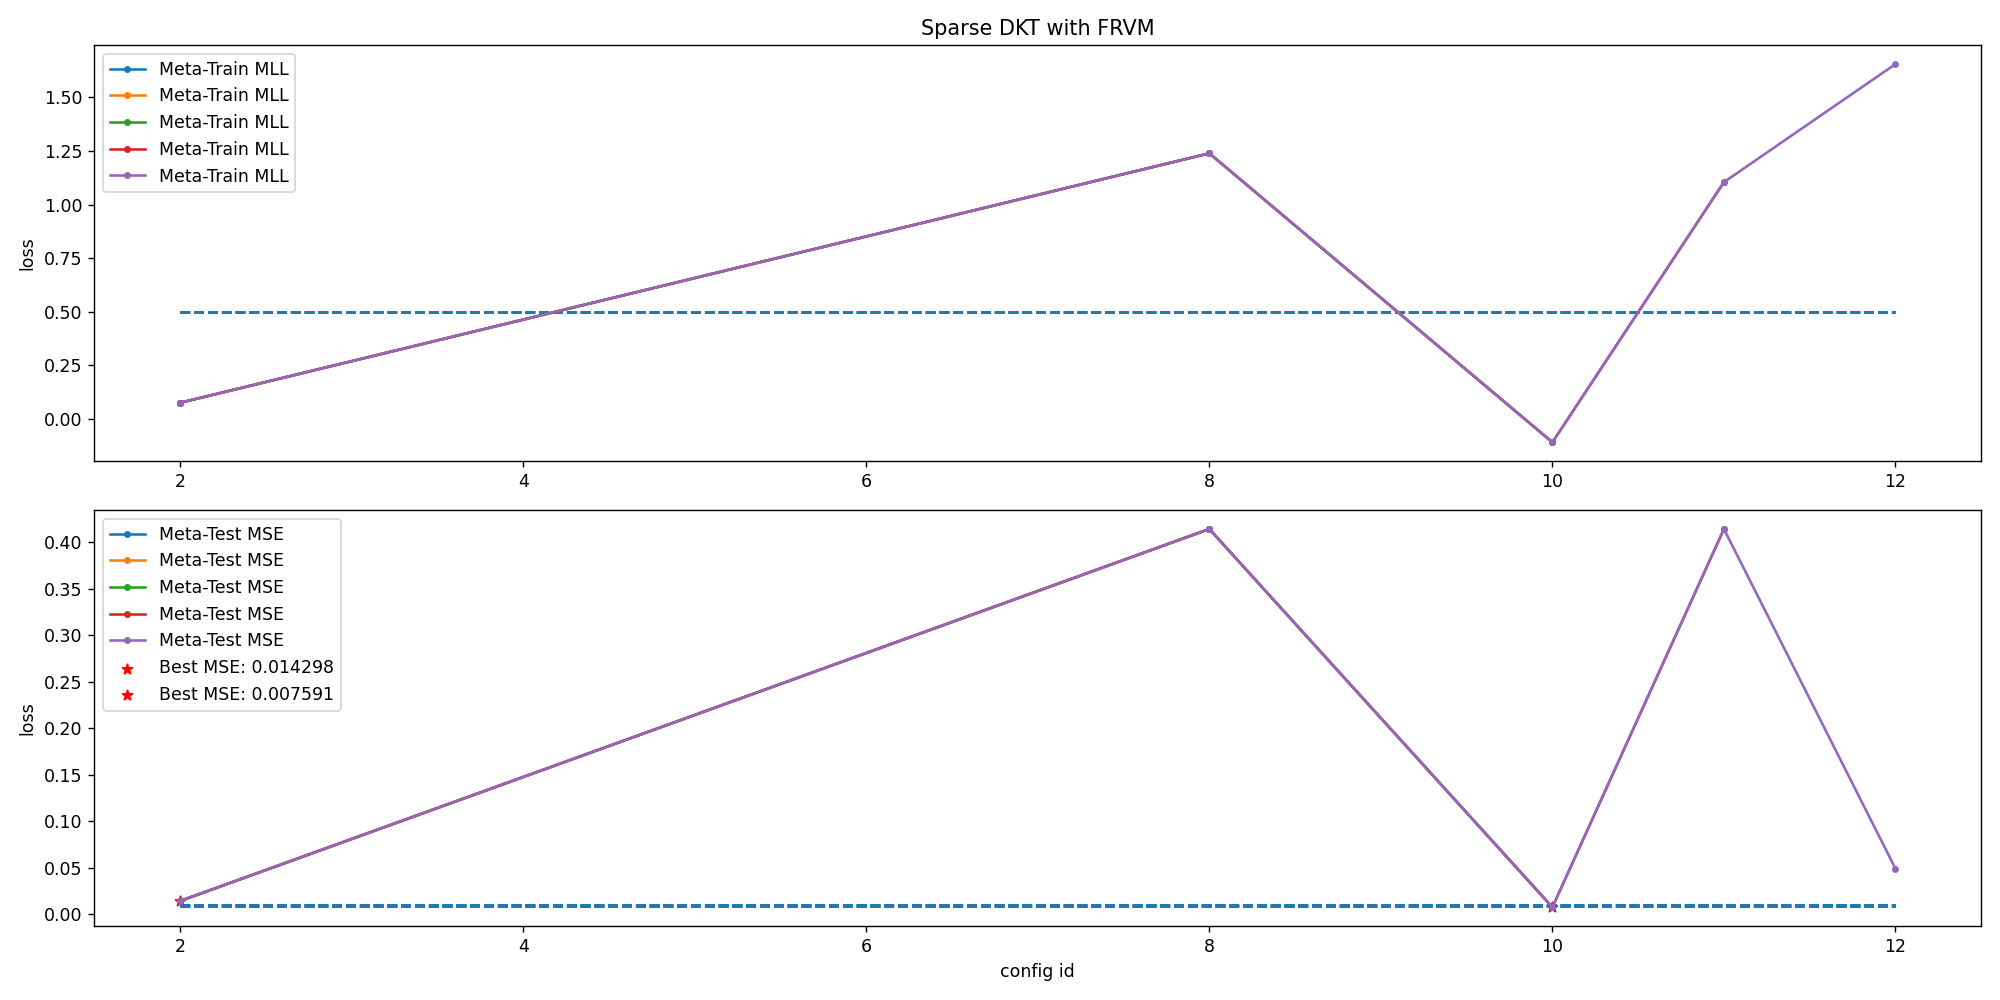 Sparse DKT with FRVM
Meta-Train MLL
Meta-Train MLL
Meta-Train MLL
Meta-Train MLL
Meta-Train MLL
1.50
1.25
1.00
0.75
0.50
0.25
0.00
loss
2 4 6 8 10 12
Meta-Test MSE
Meta-Test MSE
Meta-Test MSE
Meta-Test MSE
Meta-Test MSE
Best MSE: 0.014298
Best MSE: 0.007591
0.40
0.35
0.30
0.25
0.20
0.15
0.10
0.05
0.00
loss
2 4 6 8 10 12
config id